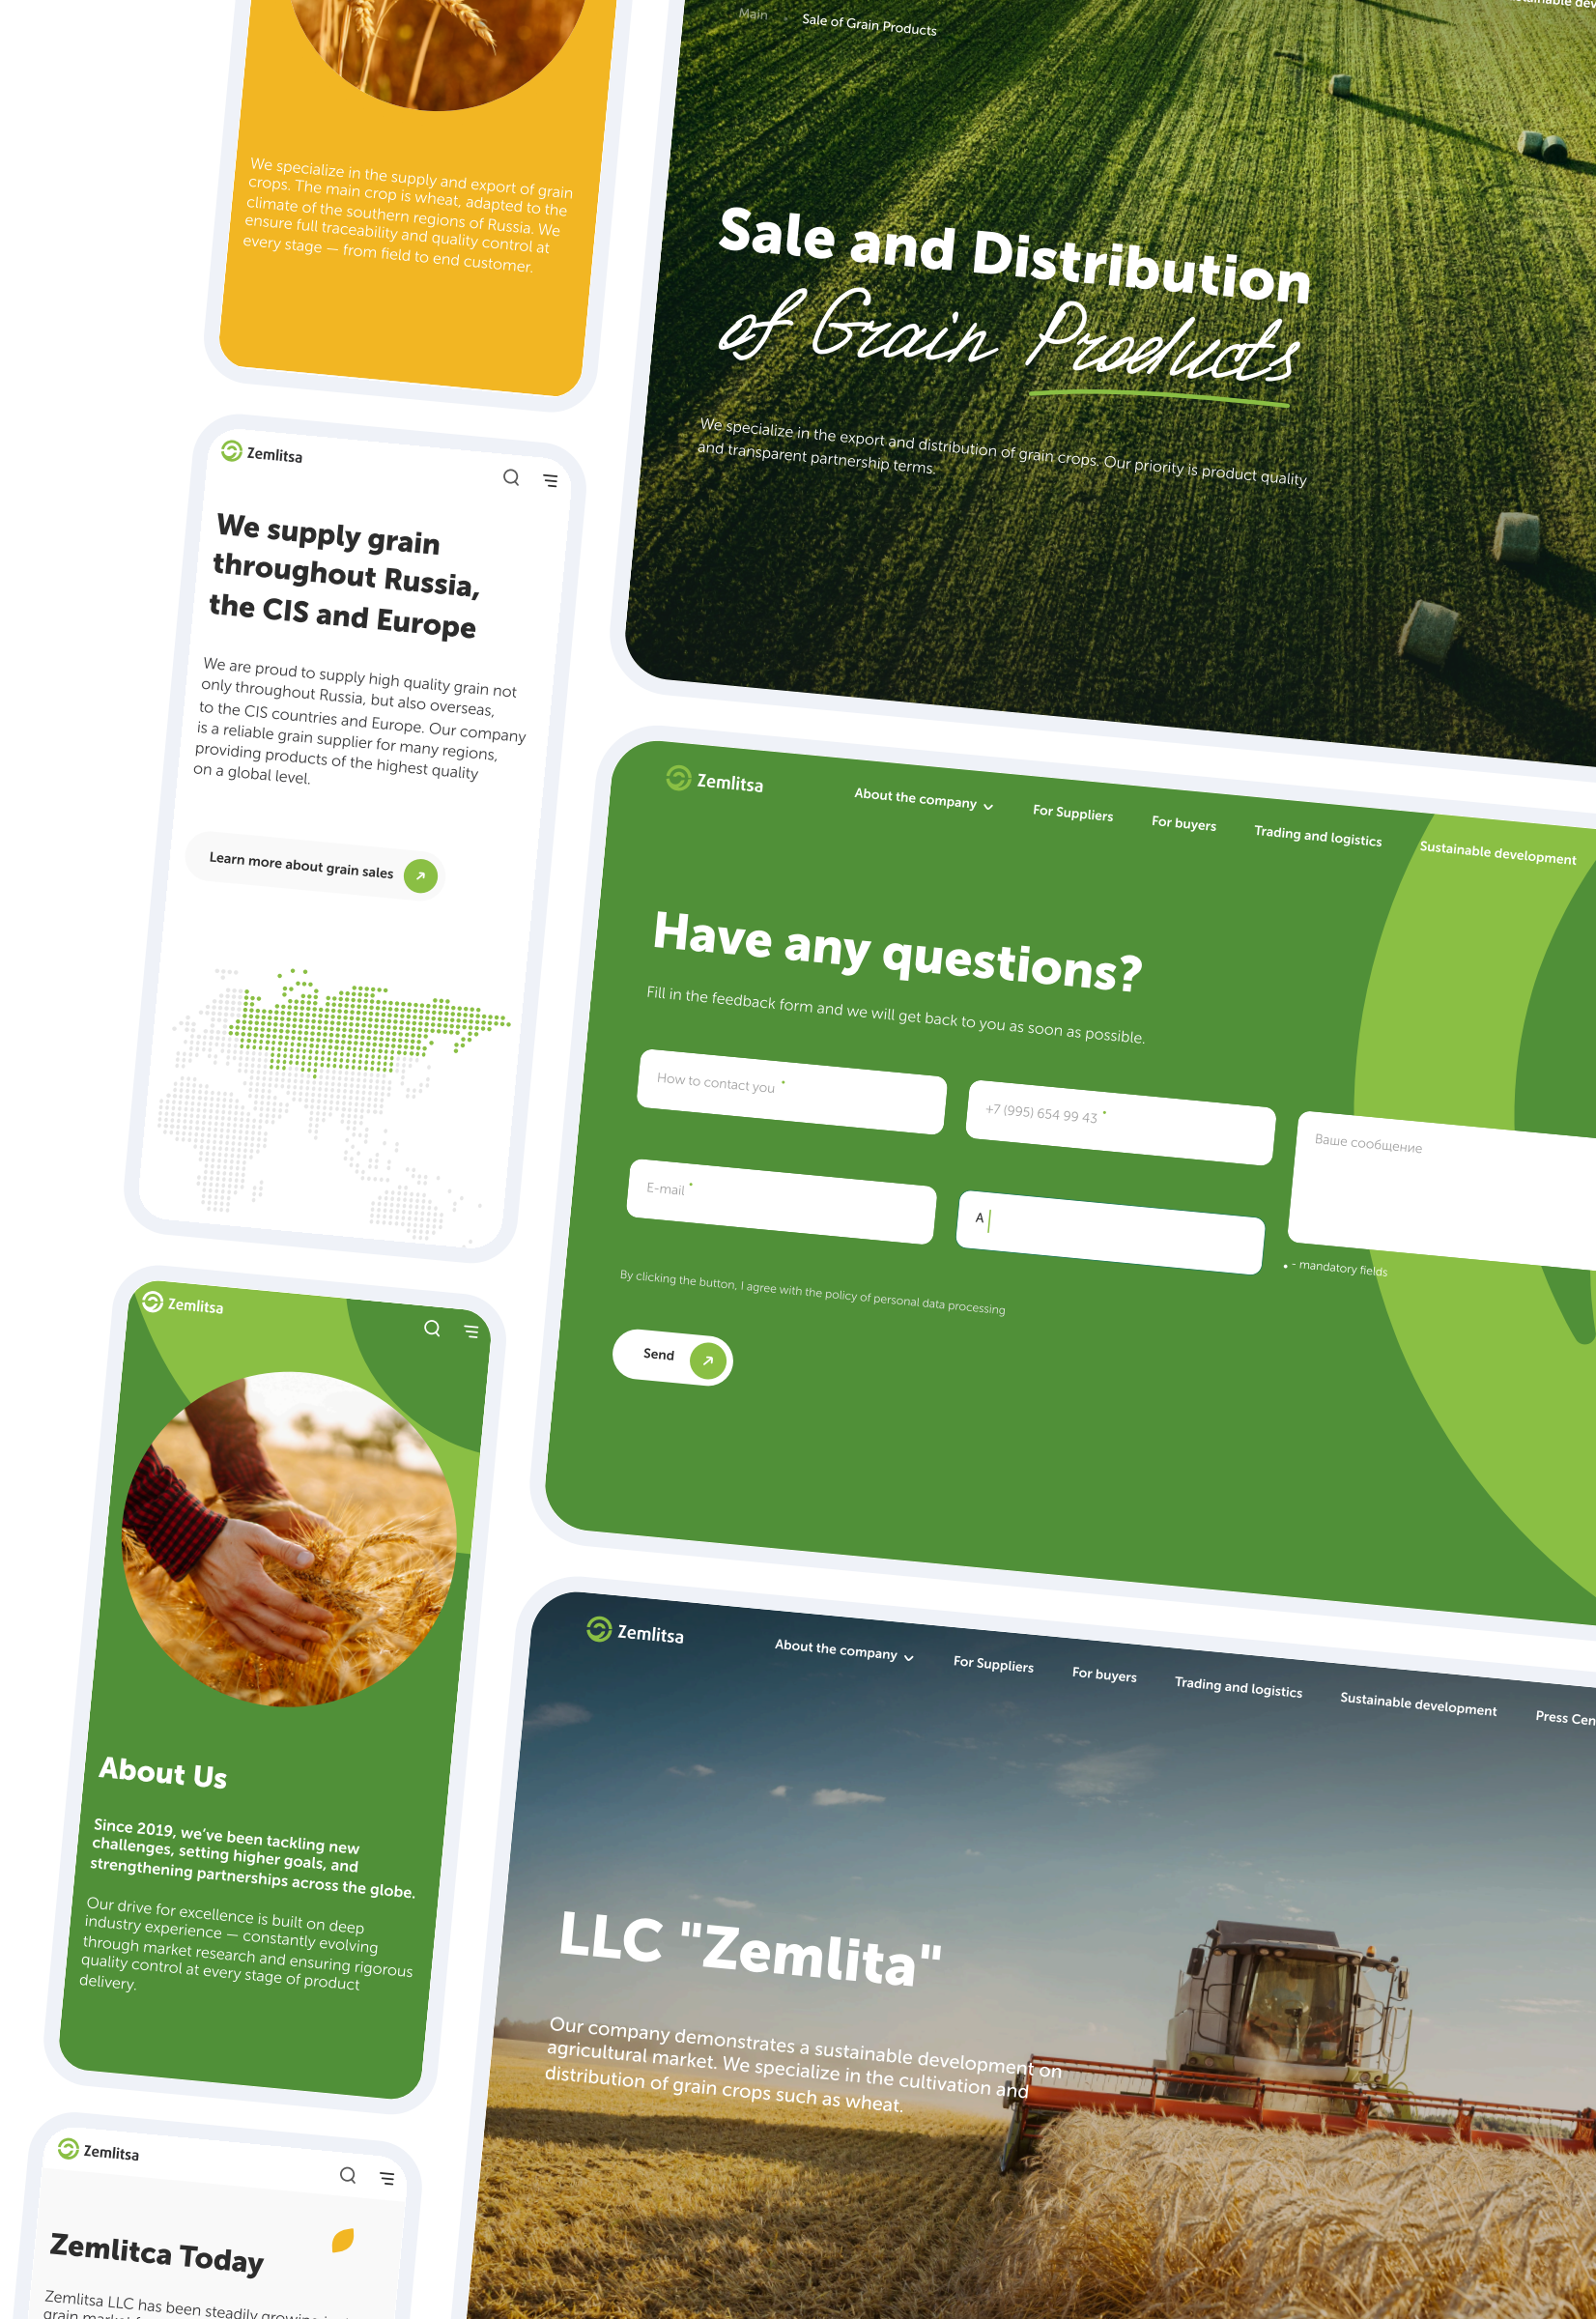 We specialize in the supply and export of grain
crops. The main crop is wheat, adapted to the
climate of the southern regions of Russia. We
ensure full traceability and quality control at
every stage — from field to end customer.
Zemlitsa
We supply grain
throughout Russia,
the CIS and Europe
We are proud to supply high quality grain not
only throughout Russia, but also overseas,
to the CIS countries and Europe. Our company
is a reliable grain supplier for many regions,
providing products of the highest quality
on a global level.
Learn more about grain sales
Zemlitsa
About Us
Since 2019, we've been tackling new
challenges, setting higher goals, and
strengthening partnerships across the globe.
Our drive for excellence is built on deep
industry experience — constantly evolving
through market research and ensuring rigorous
quality control at every stage of product
delivery.
Zemlitsa
Zemlitca Today
Zemlitsa LLC has been steadily growing
grain market
Main Sale of Grain Products
Sale and Distribution
of Grain Products
We specialize in the export and distribution of grain crops. Our priority is product quality
and transparent partnership terms.
Zemlitsa About the company For Suppliers For buyers Trading and logistics Sustainable development
Have any questions?
Fill in the feedback form and we will get back to you as soon as possible.
How to contact you * +7 (995) 654 99 43 * Ваше сообщение
E-mail * A
• - mandatory fields
By clicking the button, I agree with the policy of personal data processing
Send
Zemlitsa About the company For Suppliers For buyers Trading and logistics Sustainable development Press Cen
LLC "Zemlita"
Our company demonstrates a sustainable development on
agricultural market. We specialize in the cultivation and
distribution of grain crops such as wheat.